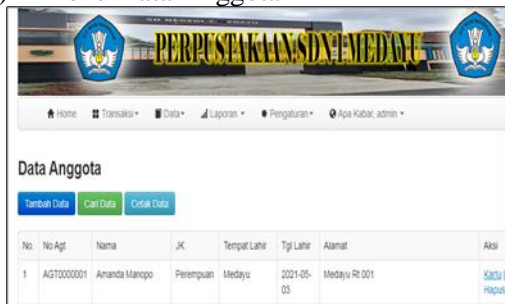 PERPUSTAKAAN SDN 1 MEDAYU
Home Transaksi Data Laporan Pengaturan Apa Kabar, admin
Data Anggota
Tambah Data Cari Data Cetak Data
No No Agt Nama JK Tempat Lahir Tgl Lahir Alamat Aksi
1 AGT0000001 Amanda Manopo Perempuan Medayu 2021-05- Medayu Rt 001 Kartu |
03 Hapus